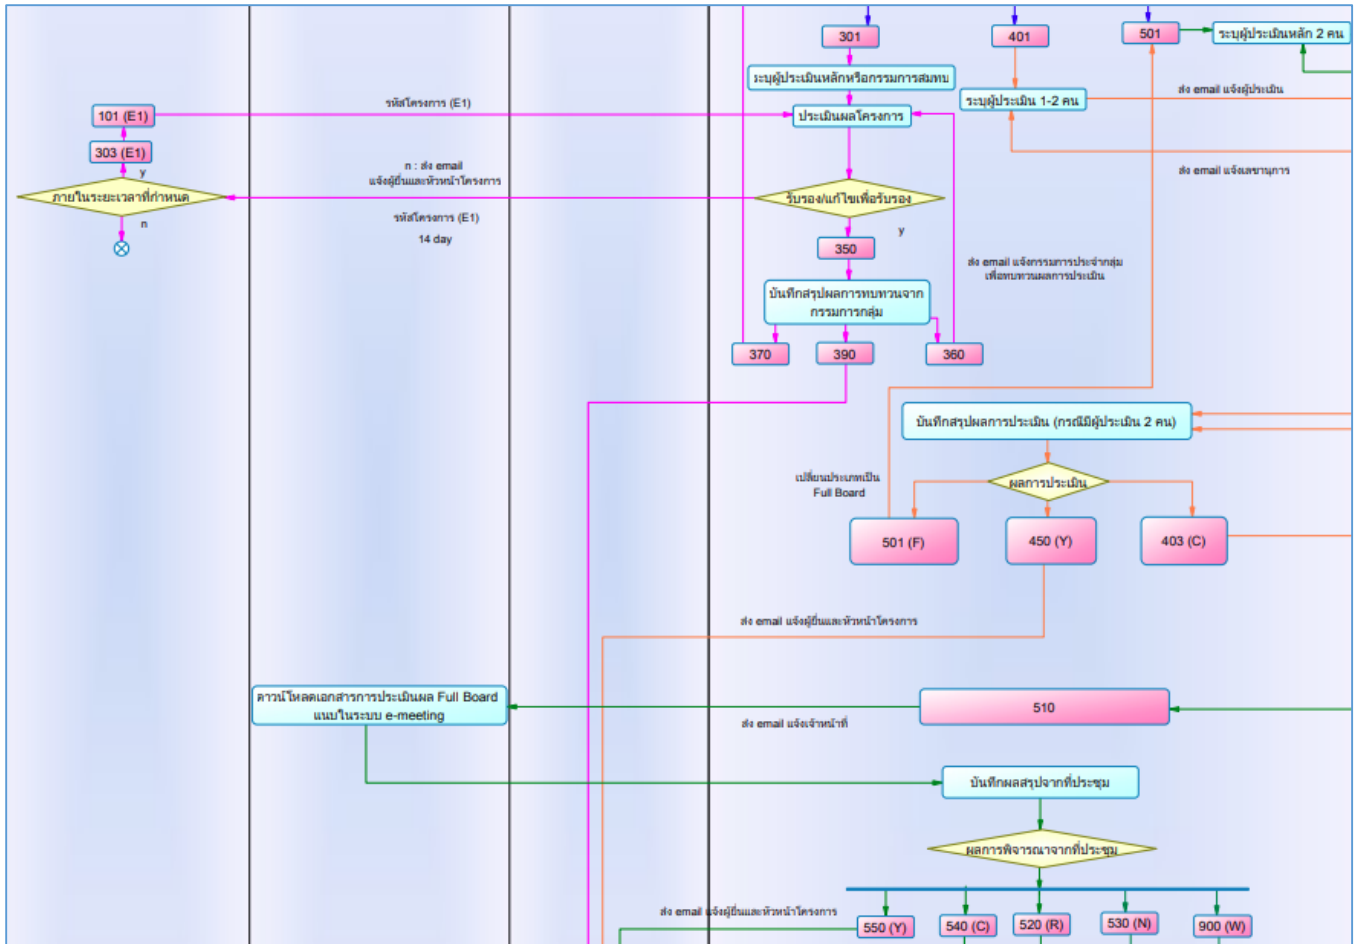 301
401
501
ระบุผู้ประเมินหลัก 2 คน
ระบุผู้ประเมินหลักหรือกรรมการสมทบ
ส่ง email แจ้งผู้ประเมิน
ระบุผู้ประเมิน 1-2 คน
รหัสโครงการ (E1)
101 (E1)
ประเมินผลโครงการ
303 (E1)
y
n : ส่ง email
แจ้งผู้ยื่นและหัวหน้าโครงการ
ส่ง email แจ้งเลขานุการ
ภายในระยะเวลาที่กำหนด
รับรอง/แก้ไขเพื่อรับรอง
n
รหัสโครงการ (E1)
14 day
y
350
ส่ง email แจ้งกรรมการประจำกลุ่ม
เพื่อทบทวนผลการประเมิน
บันทึกสรุปผลการทบทวนจาก
กรรมการกลุ่ม
370
390
360
บันทึกสรุปผลการประเมิน (กรณีมีผู้ประเมิน 2 คน)
เปลี่ยนประเภทเป็น
Full Board
ผลการประเมิน
501 (F)
450 (Y)
403 (C)
ส่ง email แจ้งผู้ยื่นและหัวหน้าโครงการ
ดาวน์โหลดเอกสารการประเมินผล Full Board
แนบในระบบ e-meeting
510
ส่ง email แจ้งเจ้าหน้าที่
บันทึกผลสรุปจากที่ประชุม
ผลการพิจารณาจากที่ประชุม
ส่ง email แจ้งผู้ยื่นและหัวหน้าโครงการ
550 (Y)
540 (C)
520 (R)
530 (N)
900 (W)